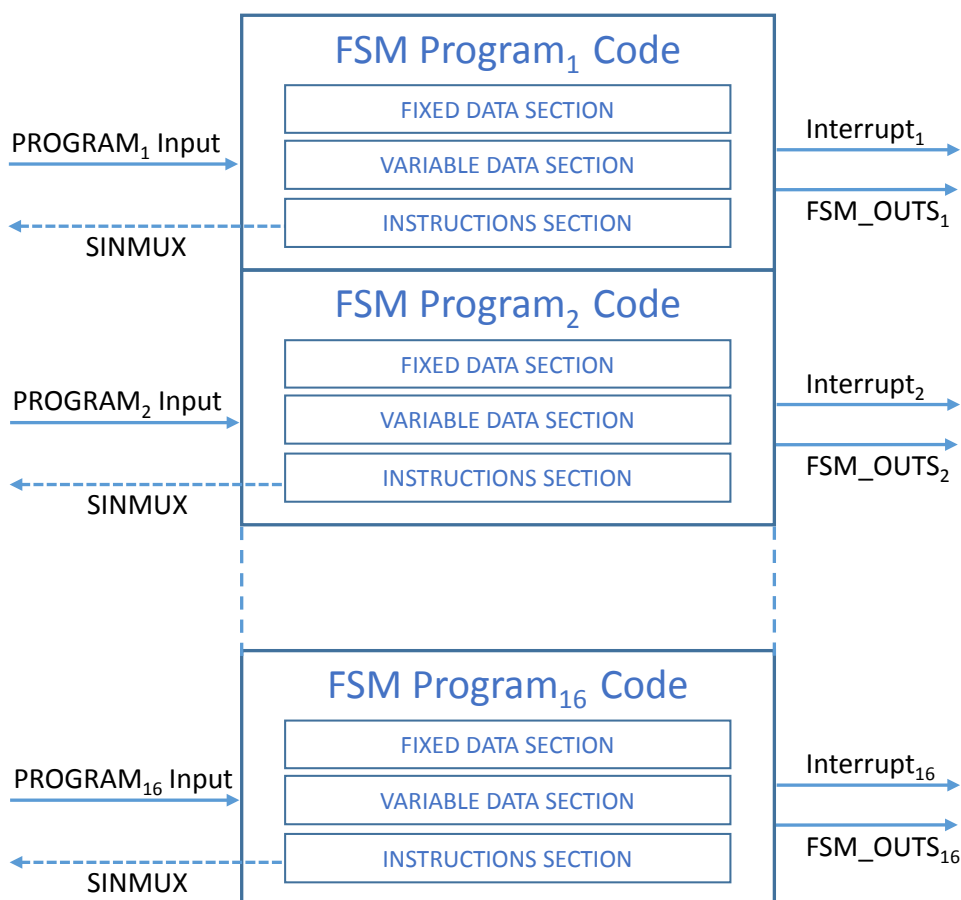 FSM Program₁ Code
FIXED DATA SECTION
PROGRAM₁ Input
VARIABLE DATA SECTION
Interrupt₁
INSTRUCTIONS SECTION
FSM_OUTS₁
SINMUX
FSM Program₂ Code
FIXED DATA SECTION
PROGRAM₂ Input
VARIABLE DATA SECTION
Interrupt₂
INSTRUCTIONS SECTION
FSM_OUTS₂
SINMUX
FSM Program₁₆ Code
FIXED DATA SECTION
PROGRAM₁₆ Input
VARIABLE DATA SECTION
Interrupt₁₆
INSTRUCTIONS SECTION
FSM_OUTS₁₆
SINMUX